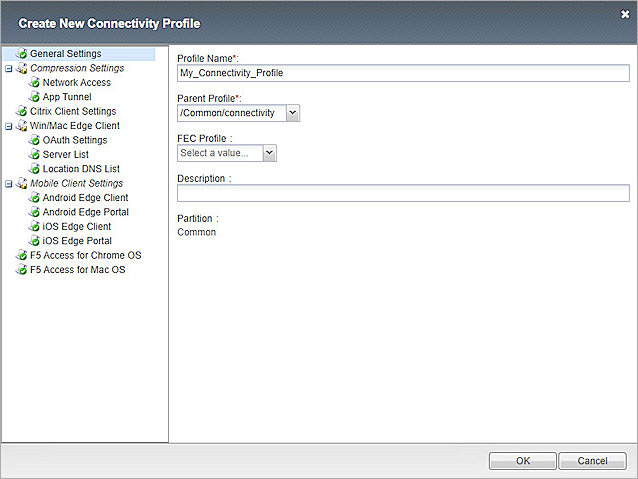 Create New Connectivity Profile
General Settings
Compression Settings
Network Access
App Tunnel
Citrix Client Settings
Win/Mac Edge Client
OAuth Settings
Server List
Location DNS List
Mobile Client Settings
Android Edge Client
Android Edge Portal
iOS Edge Client
iOS Edge Portal
F5 Access for Chrome OS
F5 Access for Mac OS
Profile Name*:
My_Connectivity_Profile
Parent Profile*:
/Common/connectivity
FEC Profile :
Select a value...
Description :
Partition :
Common
OK Cancel